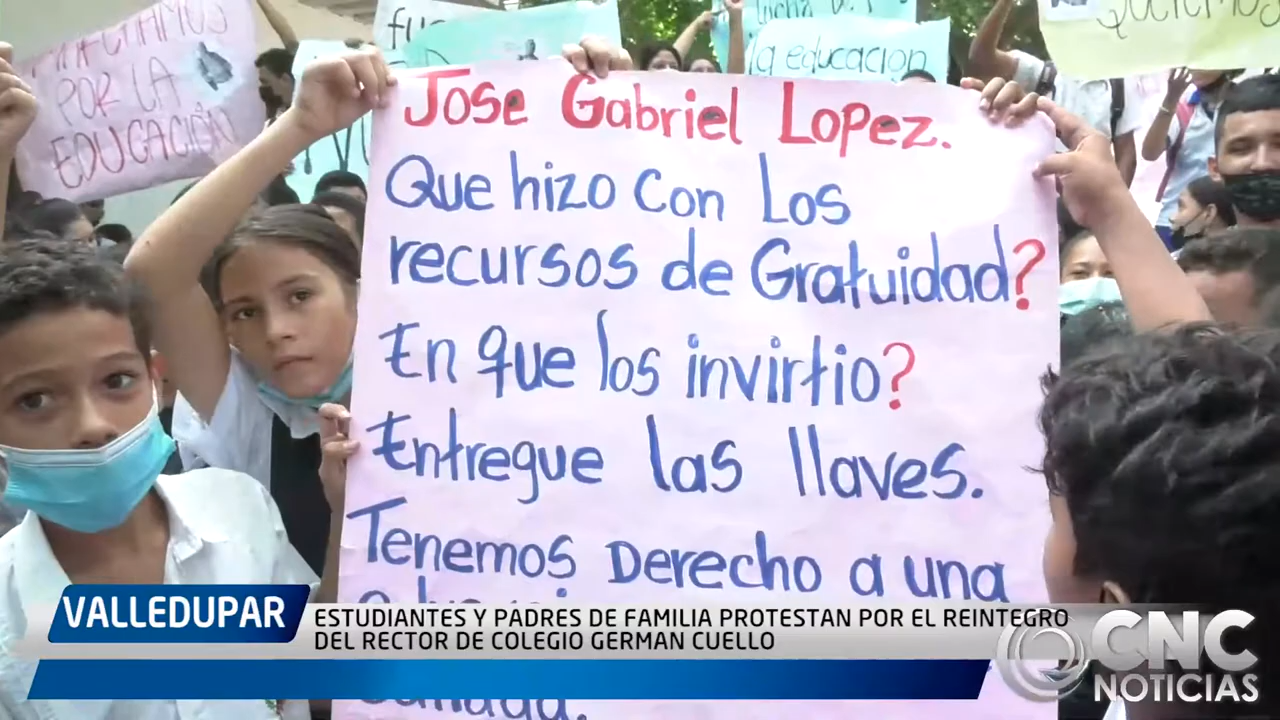 MARCHAMOS
POR LA
EDUCACIÓN
la educacion
Queremos
Jose Gabriel Lopez.
Que hizo con los
recursos de Gratuidad?
En que los invirtio?
Entregue las llaves.
Tenemos Derecho a una
VALLEDUPAR
ESTUDIANTES Y PADRES DE FAMILIA PROTESTAN POR EL REINTEGRO
DEL RECTOR DE COLEGIO GERMAN CUELLO
CNC
NOTICIAS